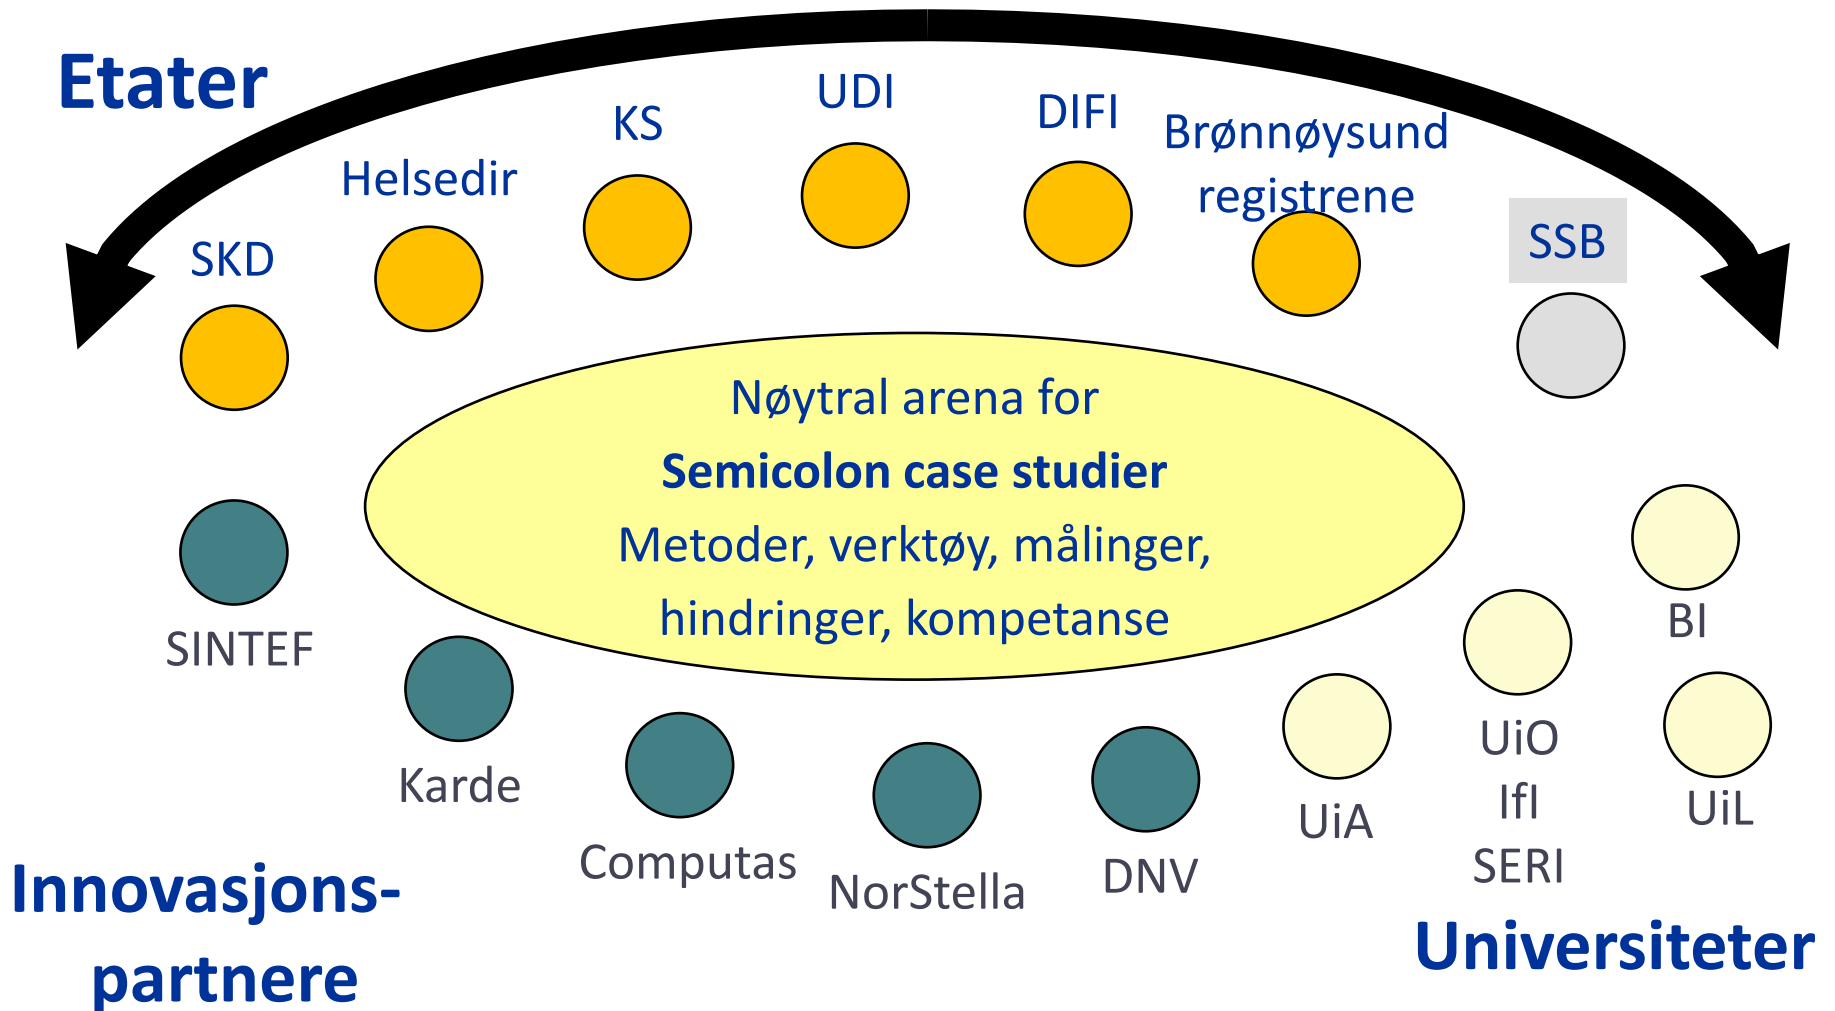 Etater
SKD
Helsedir
KS
UDI
DIFI
Brønnøysund
registrene
SSB
Nøytral arena for
Semicolon case studier
Metoder, verktøy, målinger,
hindringer, kompetanse
SINTEF
Karde
Computas
NorStella
DNV
UiA
UiO
IfI
SERI
BI
UiL
Innovasjons-
partnere
Universiteter